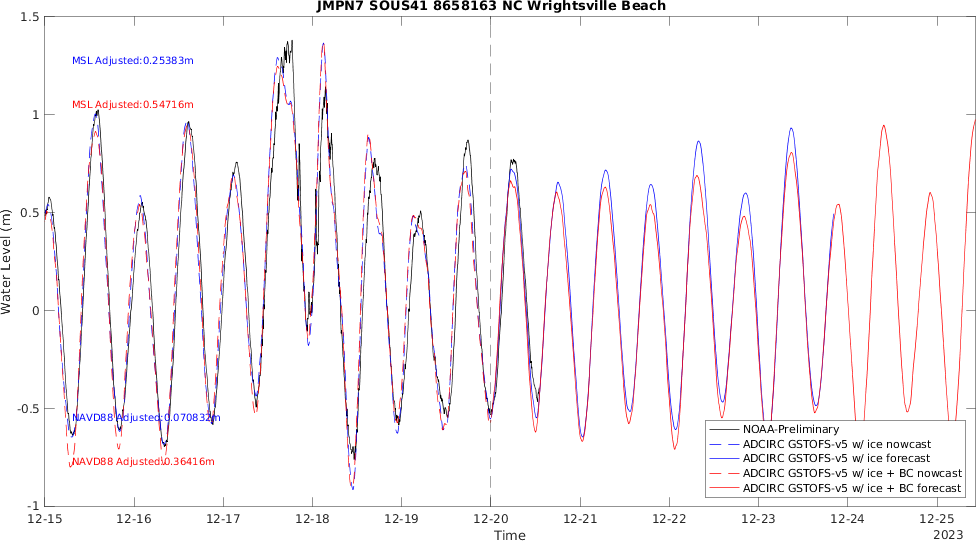 JMPN7 SOUS41 8658163 NC Wrightsville Beach
1.5
MSL Adjusted:0.25383m
MSL Adjusted:0.54716m
1
0.5
Water Level (m)
0
-0.5
NAVD88 Adjusted:0.070832m
NAVD88 Adjusted:0.36416m
-1
NOAA-Preliminary
ADCIRC GSTOFS-v5 w/ ice nowcast
ADCIRC GSTOFS-v5 w/ ice forecast
ADCIRC GSTOFS-v5 w/ ice + BC nowcast
ADCIRC GSTOFS-v5 w/ ice + BC forecast
12-15 12-16 12-17 12-18 12-19 12-20 12-21 12-22 12-23 12-24 12-25
Time
2023